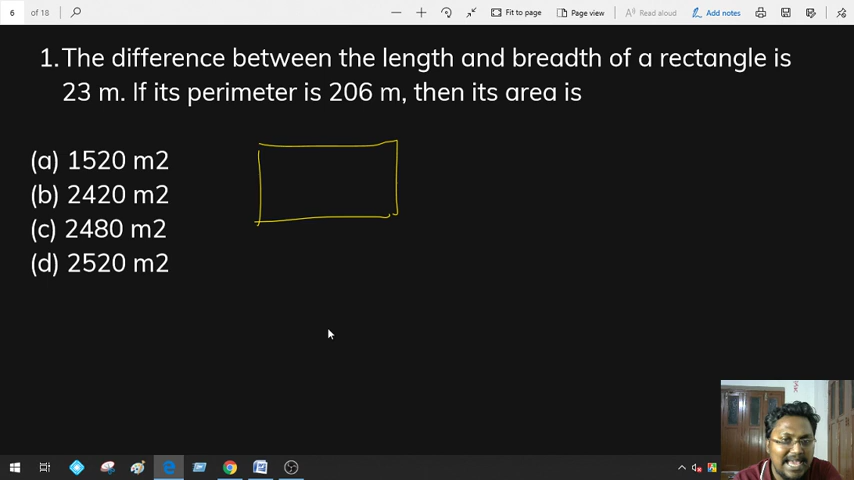 6 of 18
Fit to page
Page view
Read aloud
Add notes
1.The difference between the length and breadth of a rectangle is
23 m. If its perimeter is 206 m, then its area is
(a) 1520 m2
(b) 2420 m2
(c) 2480 m2
(d) 2520 m2